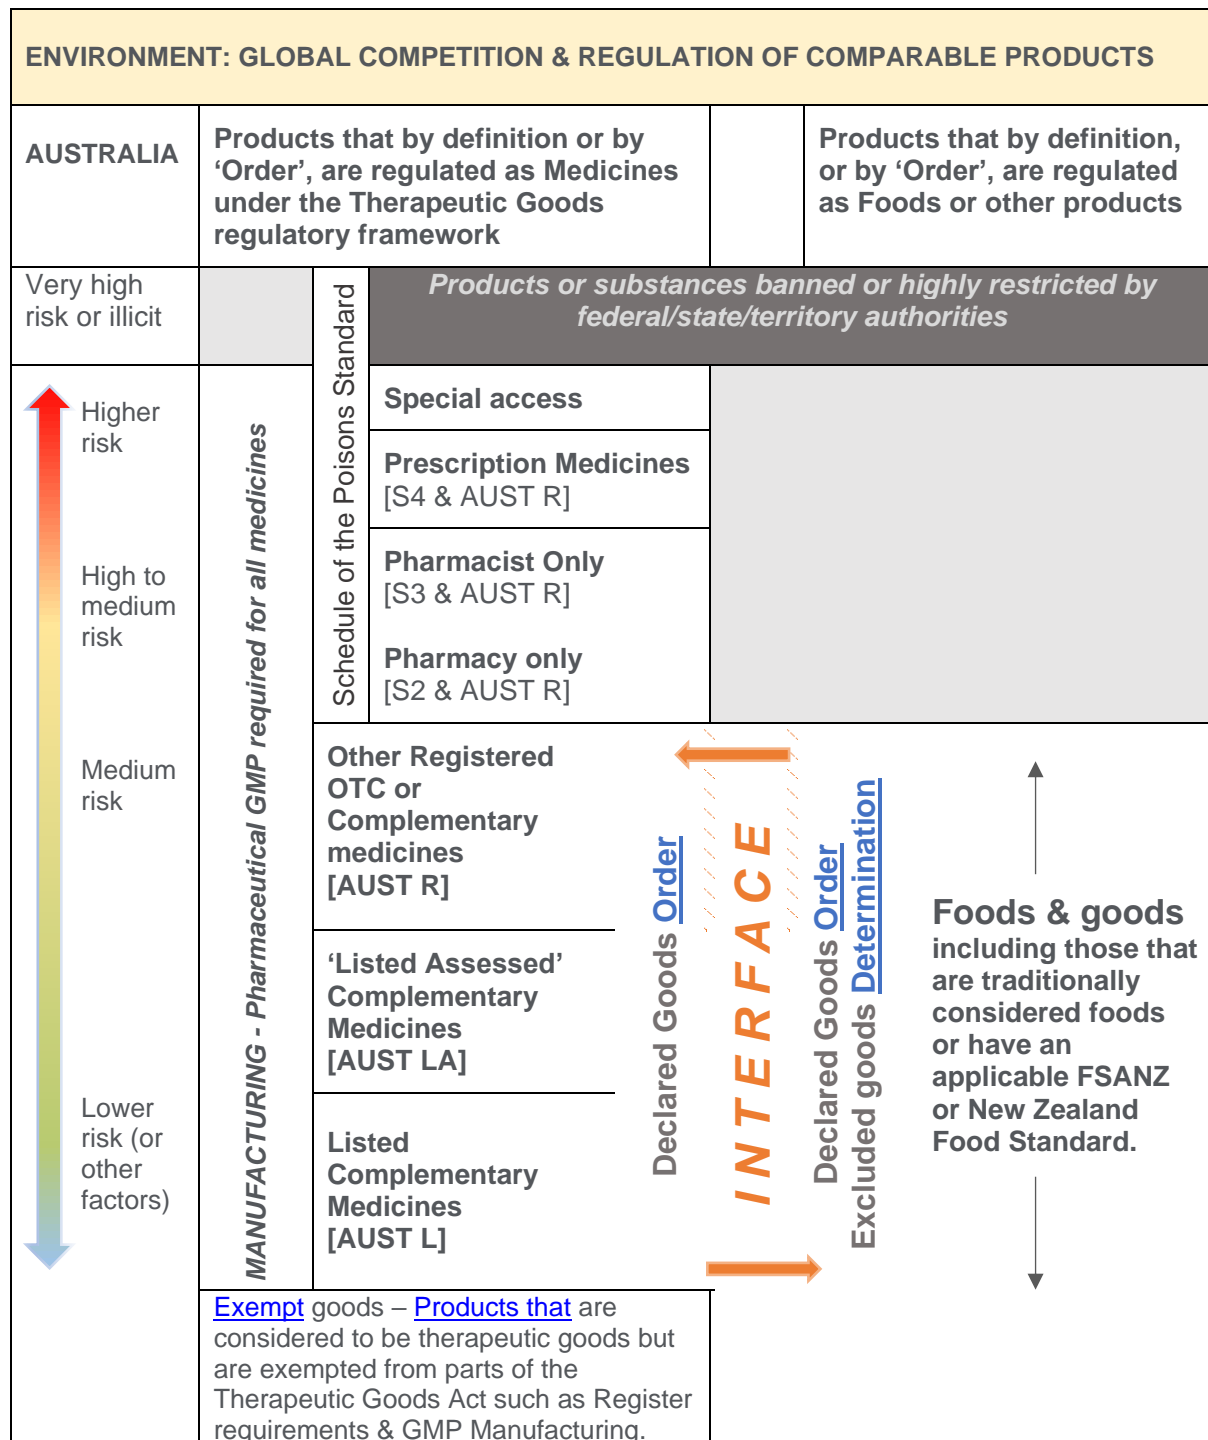 ENVIRONMENT: GLOBAL COMPETITION & REGULATION OF COMPARABLE PRODUCTS
AUSTRALIA
Products that by definition or by
‘Order’, are regulated as Medicines
under the Therapeutic Goods
regulatory framework
Products that by definition,
or by ‘Order’, are regulated
as Foods or other products
Very high
risk or illicit
Products or substances banned or highly restricted by
federal/state/territory authorities
Higher
risk
High to
medium
risk
Medium
risk
Lower
risk (or
other
factors)
MANUFACTURING - Pharmaceutical GMP required for all medicines
Schedule of the Poisons Standard
Special access
Prescription Medicines
[S4 & AUST R]
Pharmacist Only
[S3 & AUST R]
Pharmacy only
[S2 & AUST R]
Other Registered
OTC or
Complementary
medicines
[AUST R]
‘Listed Assessed’
Complementary
Medicines
[AUST LA]
Listed
Complementary
Medicines
[AUST L]
Declared Goods Order
INTERFACE
Declared Goods Order
Excluded goods Determination
Foods & goods
including those that
are traditionally
considered foods
or have an
applicable FSANZ
or New Zealand
Food Standard.
Exempt goods – Products that are
considered to be therapeutic goods but
are exempted from parts of the
Therapeutic Goods Act such as Register
requirements & GMP Manufacturing.